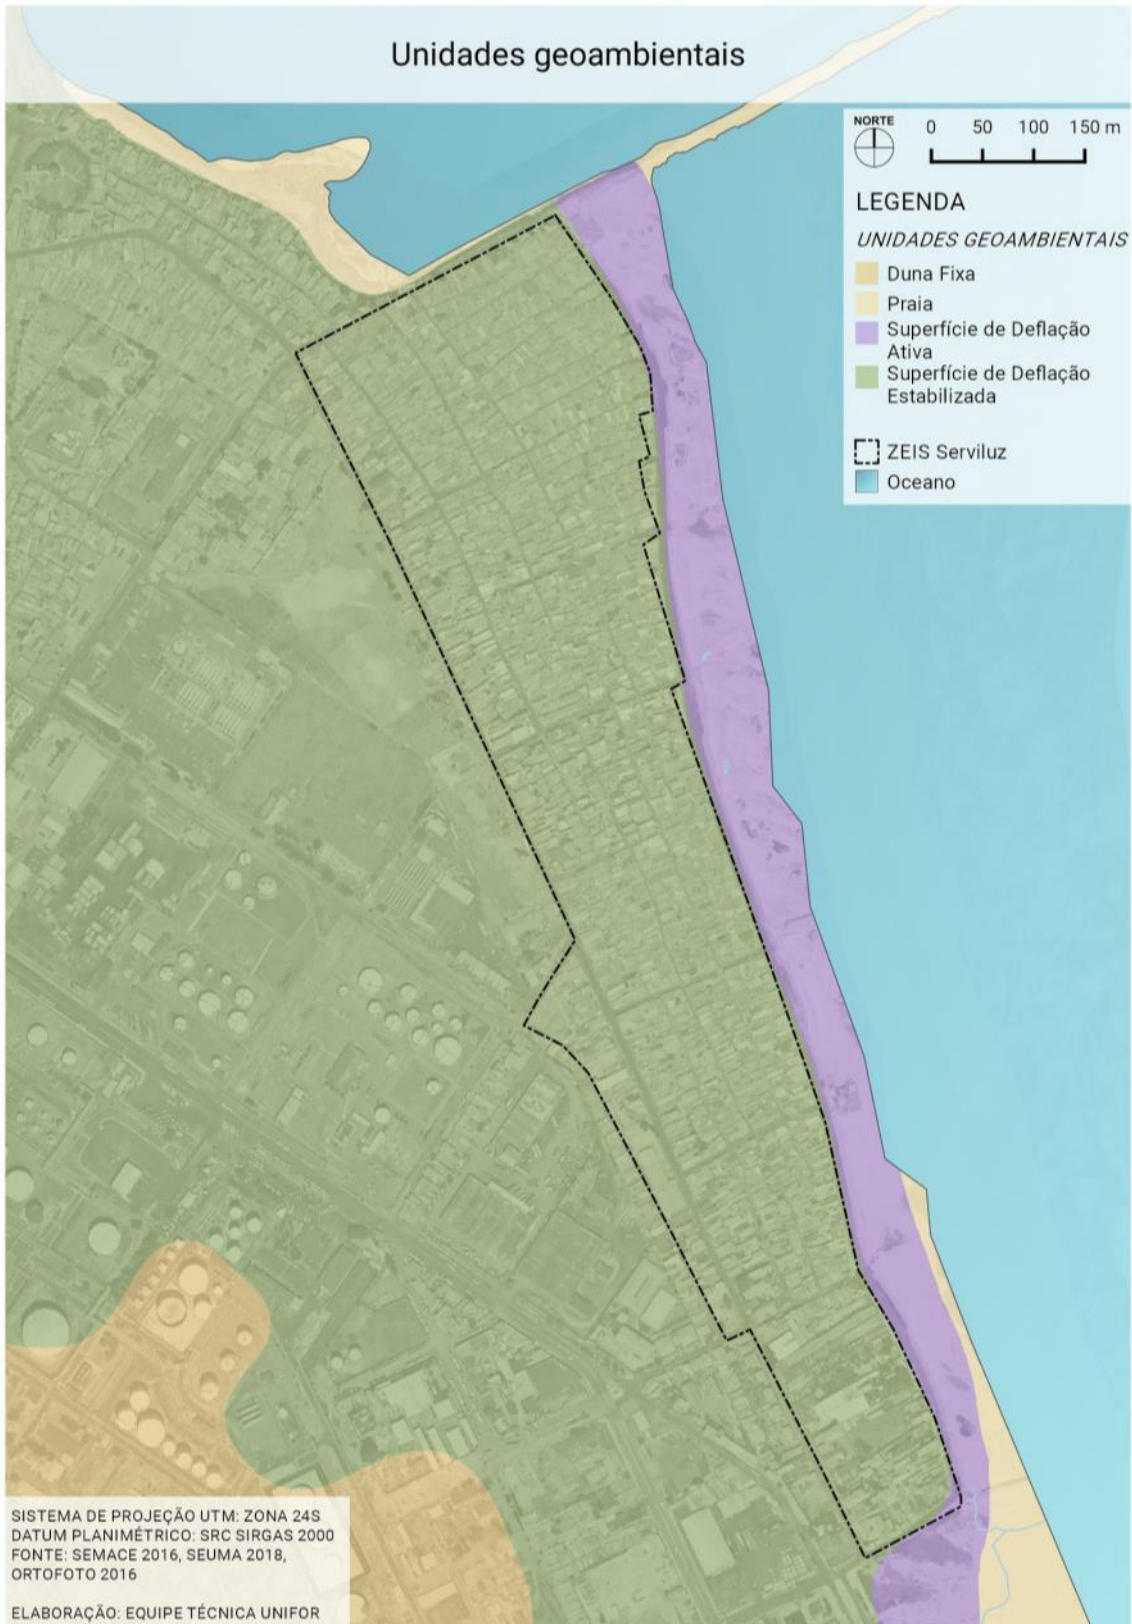 Unidades geoambientais
NORTE
0 50 100 150 m
LEGENDA
UNIDADES GEOAMBIENTAIS
Duna Fixa
Praia
Superfície de Deflação
Ativa
Superfície de Deflação
Estabilizada
ZEIS Serviluz
Oceano
SISTEMA DE PROJEÇÃO UTM: ZONA 24S
DATUM PLANIMÉTRICO: SRC SIRGAS 2000
FONTE: SEMACE 2016, SEUMA 2018,
ORTOFOTO 2016
ELABORAÇÃO: EQUIPE TÉCNICA UNIFOR